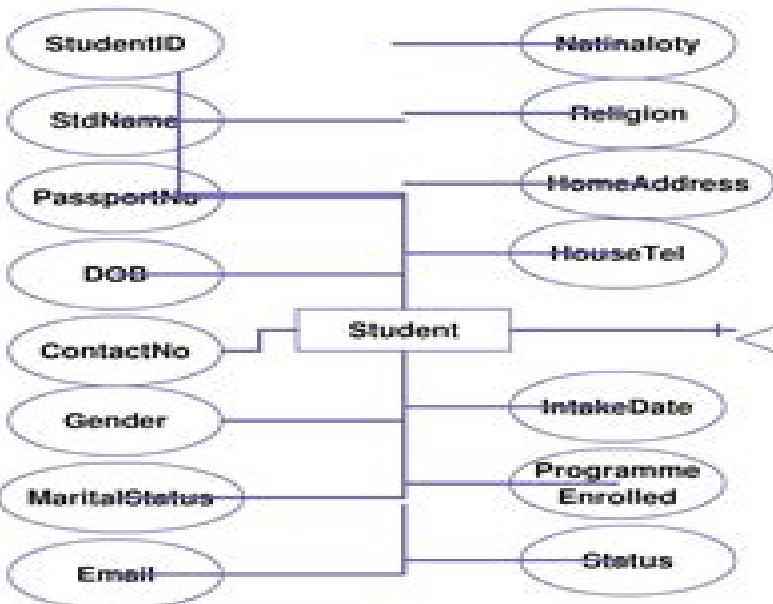 StudentID
StdName
PassportNo
DOB
ContactNo
Gender
MaritalStatus
Email
Student
Natinaloty
Religion
HomeAddress
HouseTel
IntakeDate
Programme
Enrolled
Status